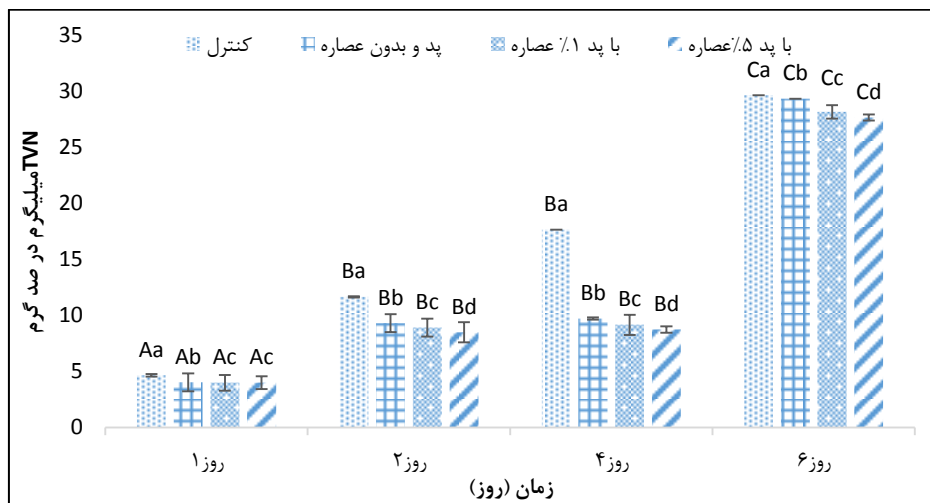 35
30
25
20
15
10
5
0
TVNمیلیگرم در صد گرم
کنترل
پد و بدون عصاره
با پد ۱٪ عصاره
با پد ۵٪عصاره
Aa Ab Ac Ac
Ba Bb Bc Bd
Ba Bb Bc Bd
Ca Cb Cc Cd
روز۱ روز۲ روز۴ روز۶
زمان (روز)